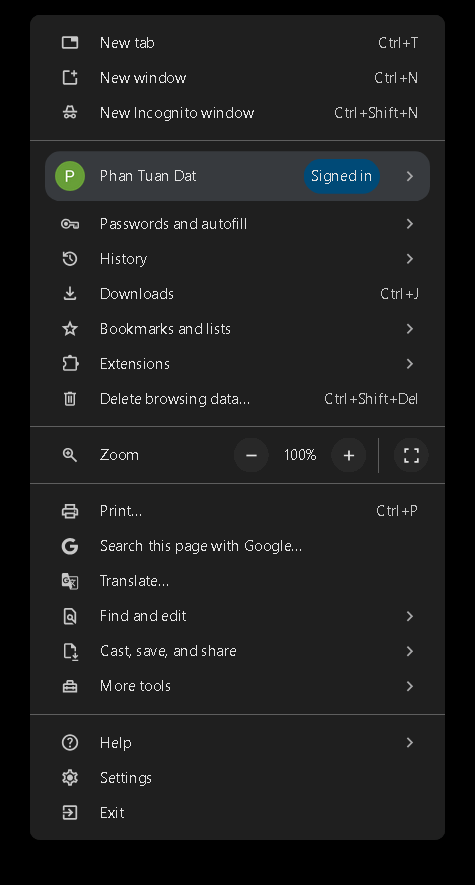 New tab Ctrl+T
New window Ctrl+N
New Incognito window Ctrl+Shift+N
P Phan Tuan Dat Signed in
Passwords and autofill
History
Downloads Ctrl+J
Bookmarks and lists
Extensions
Delete browsing data... Ctrl+Shift+Del
Zoom − 100% +
Print... Ctrl+P
G Search this page with Google...
Translate...
Find and edit
Cast, save, and share
More tools
Help
Settings
Exit